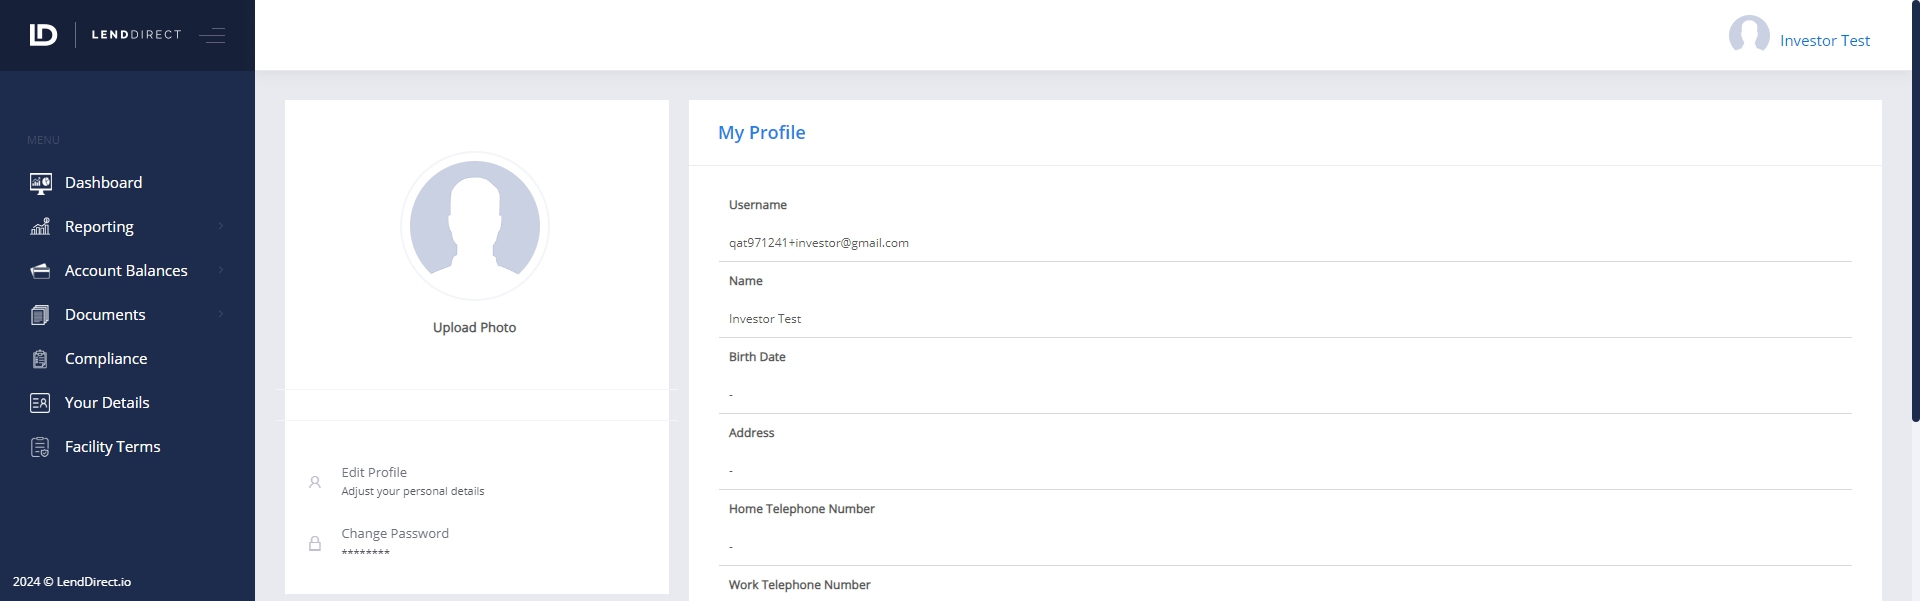 LD LENDDIRECT
Investor Test
MENU
Dashboard
Reporting
Account Balances
Documents
Compliance
Your Details
Facility Terms
2024 © LendDirect.io
Upload Photo
Edit Profile
Adjust your personal details
Change Password
********
My Profile
Username
qat971241+investor@gmail.com
Name
Investor Test
Birth Date
-
Address
-
Home Telephone Number
-
Work Telephone Number